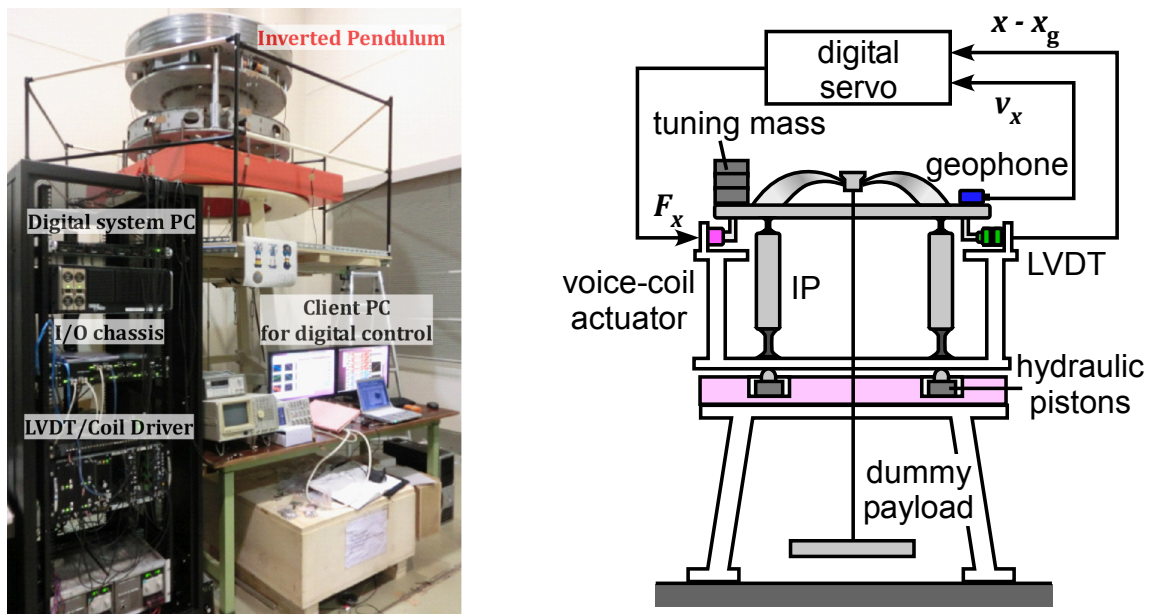 Inverted Pendulum
Digital system PC
I/O chassis
Client PC
for digital control
LVDT/Coil Driver
digital
servo
x - xg
vx
tuning mass
geophone
Fx
LVDT
voice-coil
actuator
IP
hydraulic
pistons
dummy
payload